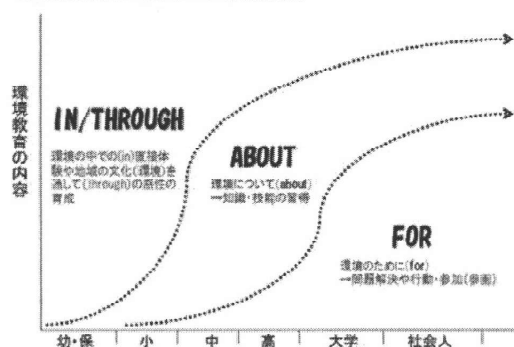 環境教育の内容
IN/THROUGH
環境の中での(in)直接体
験や地域の文化(環境)を
通して(through)の感性の
育成
ABOUT
環境について(about)
→知識・技能の習得
FOR
環境のために(for)
→問題解決や行動・参加(参画)
幼・保 小 中 高 大学 社会人